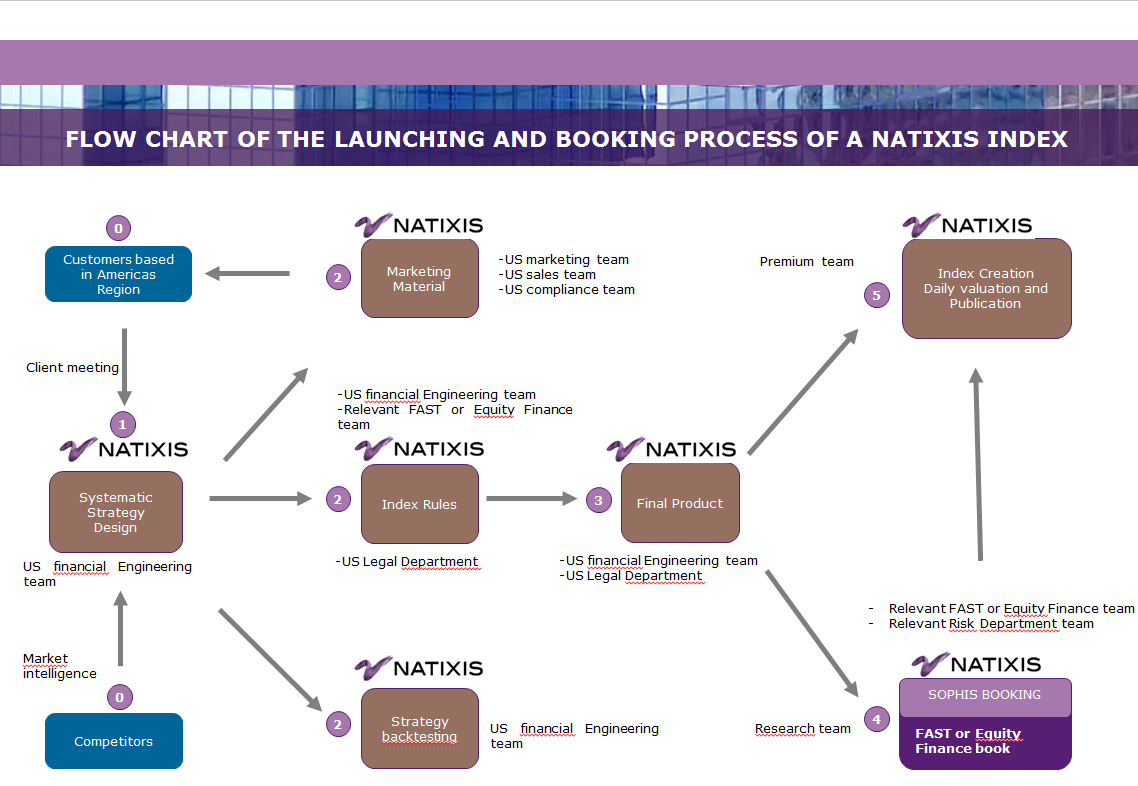 FLOW CHART OF THE LAUNCHING AND BOOKING PROCESS OF A NATIXIS INDEX
0
Customers based
in Americas
Region
NATIXIS
2
Marketing
Material
-US marketing team
-US sales team
-US compliance team
NATIXIS
Premium team
5
Index Creation
Daily valuation and
Publication
Client meeting
1
NATIXIS
Systematic
Strategy
Design
US financial Engineering
team
-US financial Engineering team
-Relevant FAST or Equity Finance
team
NATIXIS
2
Index Rules
-US Legal Department
NATIXIS
3
Final Product
-US financial Engineering team
-US Legal Department
Market
intelligence
0
Competitors
NATIXIS
2
Strategy
backtesting
US financial Engineering
team
- Relevant FAST or Equity Finance team
- Relevant Risk Department team
NATIXIS
Research team
4
SOPHIS BOOKING
FAST or Equity
Finance book